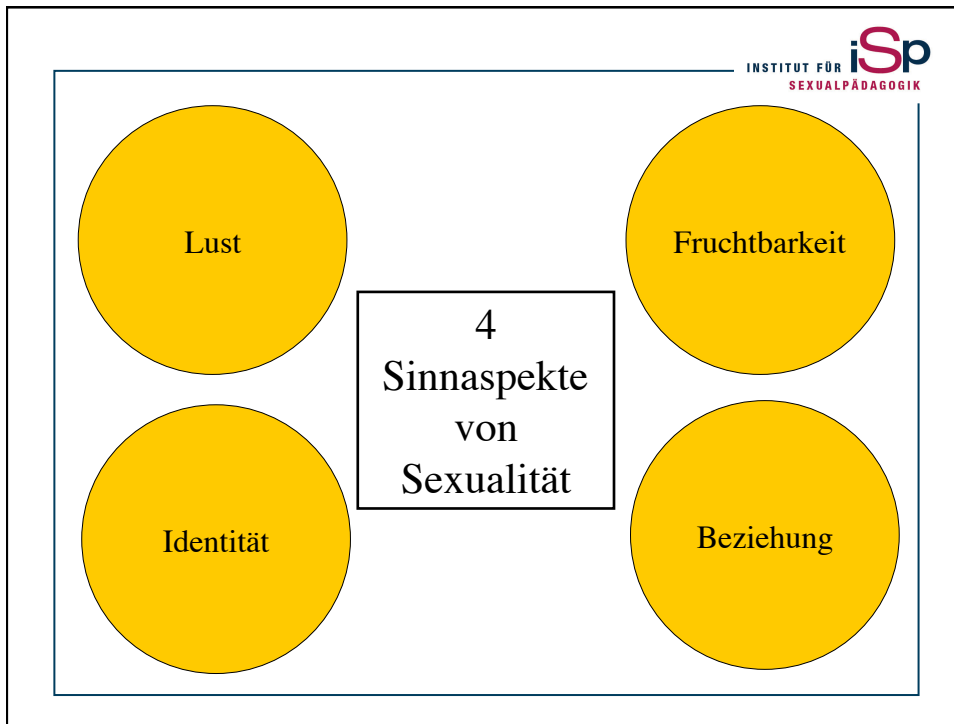 INSTITUT FÜR iSp
SEXUALPÄDAGOGIK
Lust
Fruchtbarkeit
4
Sinnaspekte
von
Sexualität
Identität
Beziehung